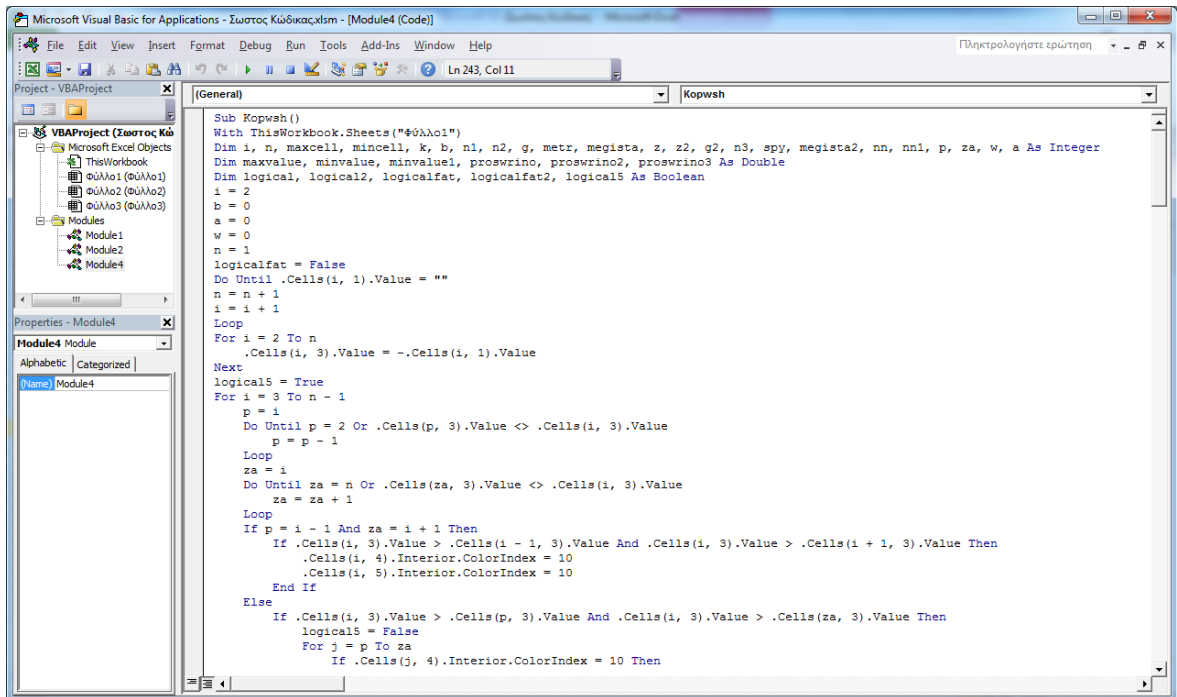 Microsoft Visual Basic for Applications - Σωστος Κώδικας.xlsm - [Module4 (Code)]
File Edit View Insert Format Debug Run Tools Add-Ins Window Help
Πληκτρολογήστε ερώτηση
Ln 243, Col 11
Project - VBAProject
VBAProject (Σωστος Κώ
Microsoft Excel Objects
ThisWorkbook
Φύλλο1 (Φύλλο1)
Φύλλο2 (Φύλλο2)
Φύλλο3 (Φύλλο3)
Modules
Module1
Module2
Module4
Properties - Module4
Module4 Module
Alphabetic Categorized
(Name) Module4
(General)
Kopwsh
Sub Kopwsh()
With ThisWorkbook.Sheets("Φύλλο1")
Dim i, n, maxcell, mincell, k, b, n1, n2, g, metr, megista, z, z2, g2, n3, spy, megista2, nn, nn1, p, za, w, a As Integer
Dim maxvalue, minvalue, minvalue1, proswrino, proswrino2, proswrino3 As Double
Dim logical, logical2, logicalfat, logicalfat2, logical5 As Boolean
i = 2
b = 0
a = 0
w = 0
n = 1
logicalfat = False
Do Until .Cells(i, 1).Value = ""
n = n + 1
i = i + 1
Loop
For i = 2 To n
.Cells(i, 3).Value = -.Cells(i, 1).Value
Next
logical5 = True
For i = 3 To n - 1
p = i
Do Until p = 2 Or .Cells(p, 3).Value <> .Cells(i, 3).Value
p = p - 1
Loop
za = i
Do Until za = n Or .Cells(za, 3).Value <> .Cells(i, 3).Value
za = za + 1
Loop
If p = i - 1 And za = i + 1 Then
If .Cells(i, 3).Value > .Cells(i - 1, 3).Value And .Cells(i, 3).Value > .Cells(i + 1, 3).Value Then
.Cells(i, 4).Interior.ColorIndex = 10
.Cells(i, 5).Interior.ColorIndex = 10
End If
Else
If .Cells(i, 3).Value > .Cells(p, 3).Value And .Cells(i, 3).Value > .Cells(za, 3).Value Then
logical5 = False
For j = p To za
If .Cells(j, 4).Interior.ColorIndex = 10 Then